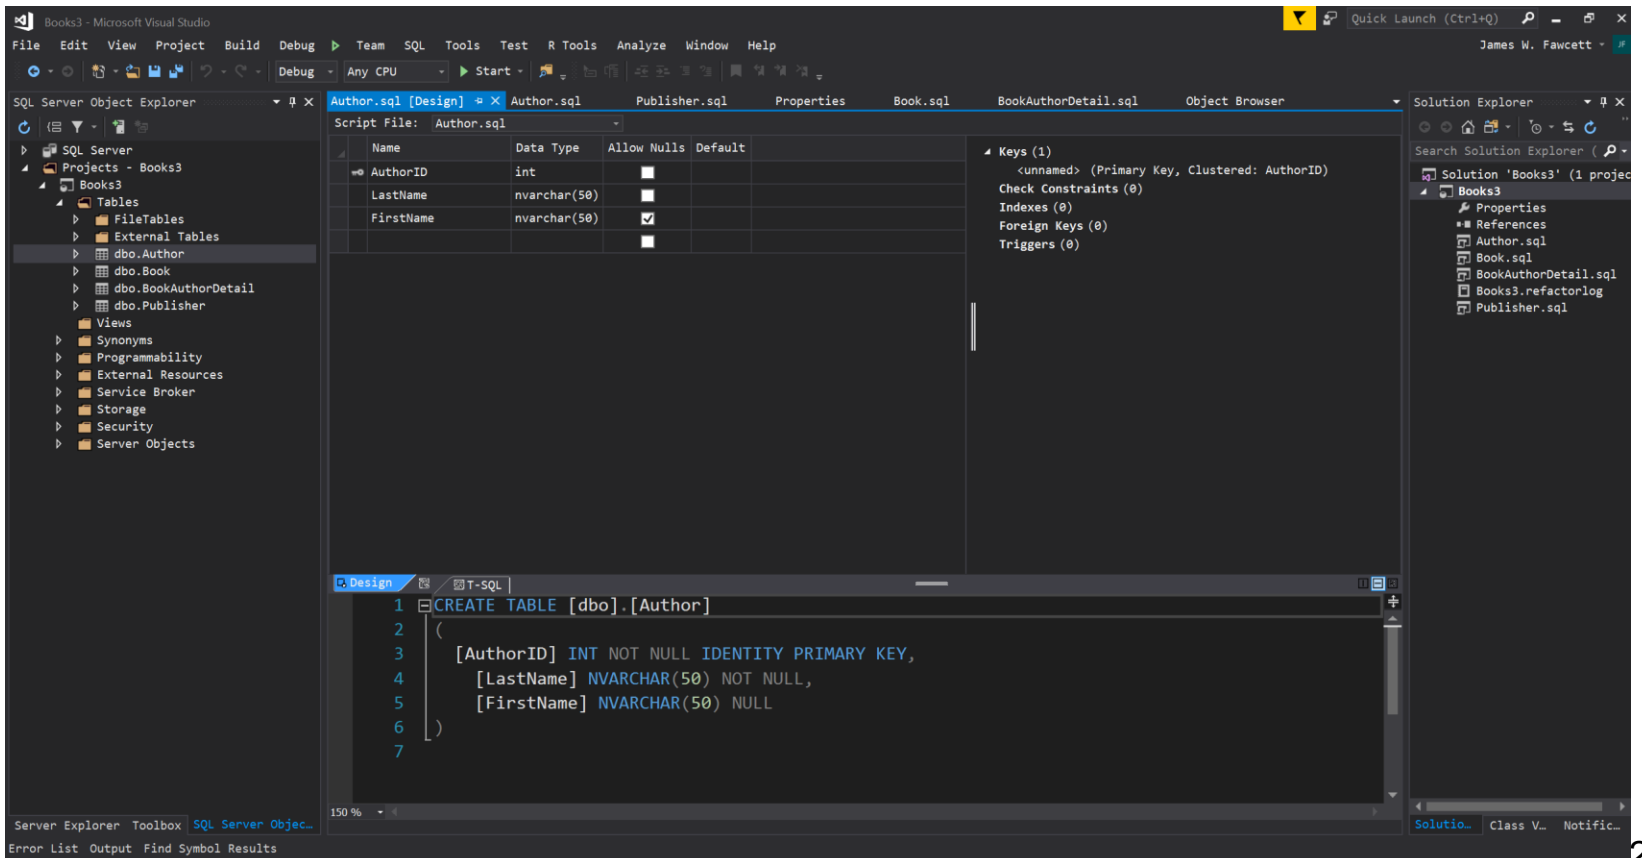 Books3 - Microsoft Visual Studio
Quick Launch (Ctrl+Q)
File Edit View Project Build Debug Team SQL Tools Test R Tools Analyze Window Help
James W. Fawcett
JF
Debug Any CPU Start
SQL Server Object Explorer
SQL Server
Projects - Books3
Books3
Tables
FileTables
External Tables
dbo.Author
dbo.Book
dbo.BookAuthorDetail
dbo.Publisher
Views
Synonyms
Programmability
External Resources
Service Broker
Storage
Security
Server Objects
Server Explorer Toolbox SQL Server Objec...
Author.sql [Design] Author.sql Publisher.sql Properties Book.sql BookAuthorDetail.sql Object Browser
Script File: Author.sql
Name Data Type Allow Nulls Default
AuthorID int
LastName nvarchar(50)
FirstName nvarchar(50)
Keys (1)
<unnamed> (Primary Key, Clustered: AuthorID)
Check Constraints (0)
Indexes (0)
Foreign Keys (0)
Triggers (0)
Design T-SQL
1 CREATE TABLE [dbo].[Author]
2 (
3 [AuthorID] INT NOT NULL IDENTITY PRIMARY KEY,
4 [LastName] NVARCHAR(50) NOT NULL,
5 [FirstName] NVARCHAR(50) NULL
6 )
7
150 %
Solution Explorer
Search Solution Explorer (
Solution 'Books3' (1 projec
Books3
Properties
References
Author.sql
Book.sql
BookAuthorDetail.sql
Books3.refactorlog
Publisher.sql
Solutio... Class V... Notific...
Error List Output Find Symbol Results